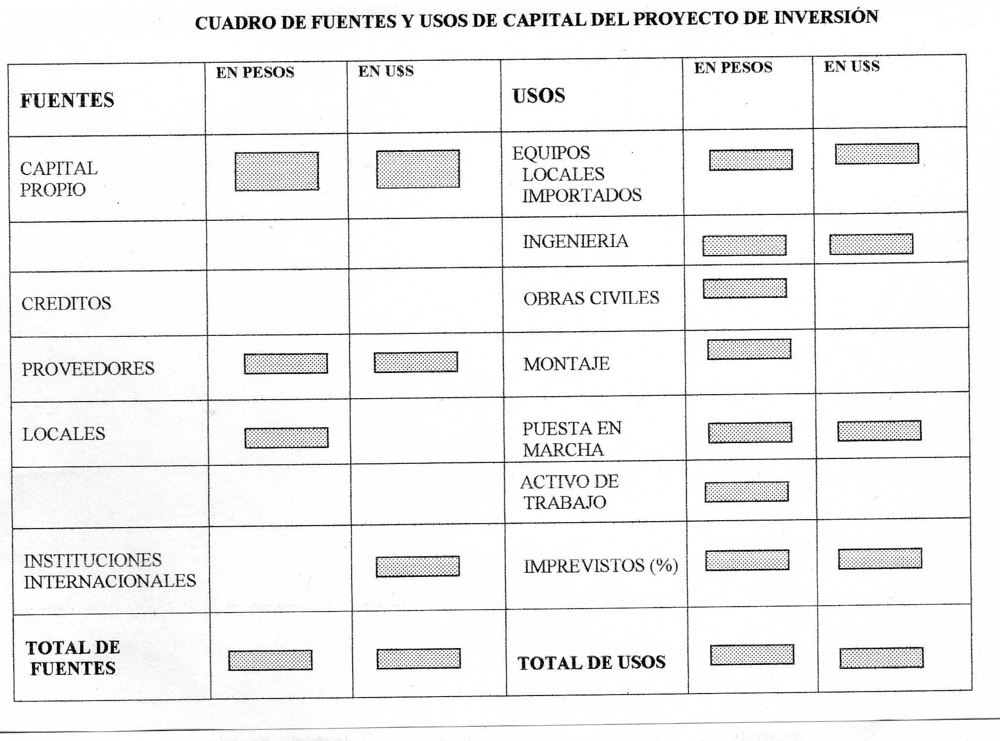 CUADRO DE FUENTES Y USOS DE CAPITAL DEL PROYECTO DE INVERSIÓN
FUENTES
EN PESOS
EN U$S
USOS
EN PESOS
EN U$S
CAPITAL
PROPIO
EQUIPOS
LOCALES
IMPORTADOS
INGENIERIA
CREDITOS
OBRAS CIVILES
PROVEEDORES
MONTAJE
LOCALES
PUESTA EN
MARCHA
ACTIVO DE
TRABAJO
INSTITUCIONES
INTERNACIONALES
IMPREVISTOS (%)
TOTAL DE
FUENTES
TOTAL DE USOS